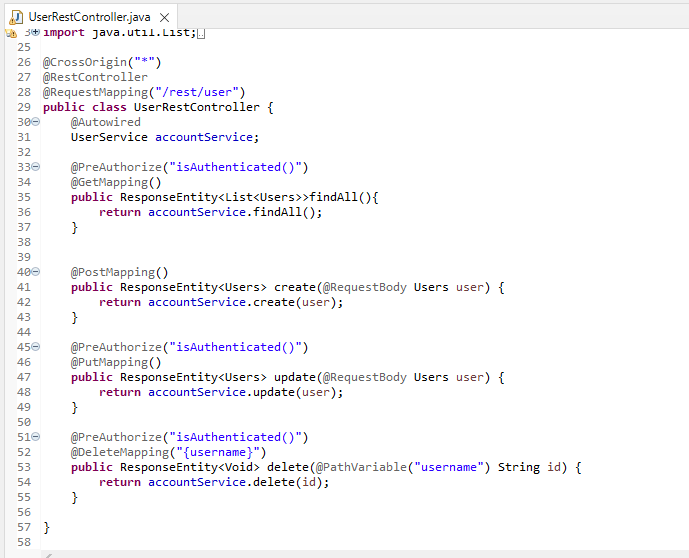 UserRestController.java
3 import java.util.List;
25
26 @CrossOrigin("*")
27 @RestController
28 @RequestMapping("/rest/user")
29 public class UserRestController {
30 @Autowired
31 UserService accountService;
32
33 @PreAuthorize("isAuthenticated()")
34 @GetMapping()
35 public ResponseEntity<List<Users>>findAll(){
36 return accountService.findAll();
37 }
38
39
40 @PostMapping()
41 public ResponseEntity<Users> create(@RequestBody Users user) {
42 return accountService.create(user);
43 }
44
45 @PreAuthorize("isAuthenticated()")
46 @PutMapping()
47 public ResponseEntity<Users> update(@RequestBody Users user) {
48 return accountService.update(user);
49 }
50
51 @PreAuthorize("isAuthenticated()")
52 @DeleteMapping("{username}")
53 public ResponseEntity<Void> delete(@PathVariable("username") String id) {
54 return accountService.delete(id);
55 }
56
57 }
58